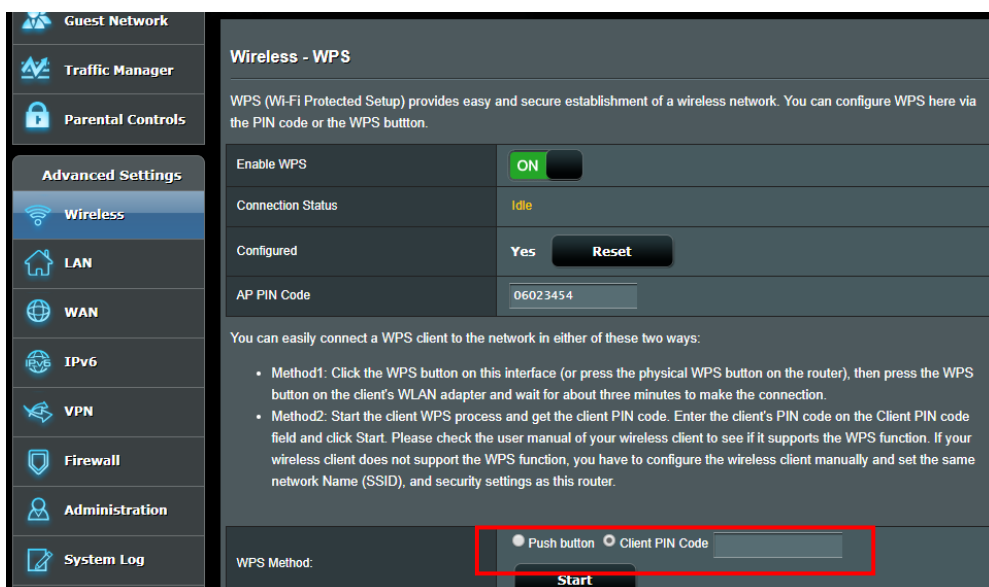 Guest Network
Traffic Manager
Parental Controls
Advanced Settings
Wireless
LAN
WAN
IPv6
VPN
Firewall
Administration
System Log
Wireless - WPS
WPS (Wi-Fi Protected Setup) provides easy and secure establishment of a wireless network. You can configure WPS here via
the PIN code or the WPS buttton.
Enable WPS ON
Connection Status Idle
Configured Yes Reset
AP PIN Code 06023454
You can easily connect a WPS client to the network in either of these two ways:
• Method1: Click the WPS button on this interface (or press the physical WPS button on the router), then press the WPS
button on the client's WLAN adapter and wait for about three minutes to make the connection.
• Method2: Start the client WPS process and get the client PIN code. Enter the client's PIN code on the Client PIN code
field and click Start. Please check the user manual of your wireless client to see if it supports the WPS function. If your
wireless client does not support the WPS function, you have to configure the wireless client manually and set the same
network Name (SSID), and security settings as this router.
WPS Method: Push button Client PIN Code
Start